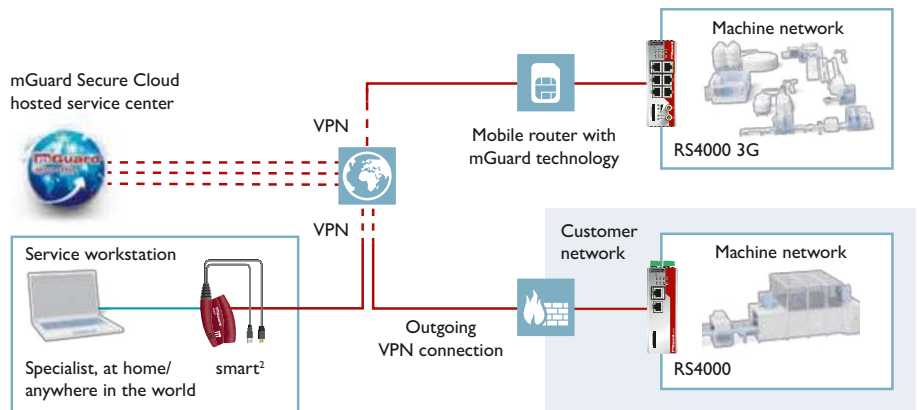 mGuard Secure Cloud
hosted service center
mGuard
VPN
Mobile router with
mGuard technology
Machine network
RS4000 3G
VPN
Service workstation
Specialist, at home/
anywhere in the world
smart²
Outgoing
VPN connection
Customer
network
Machine network
RS4000